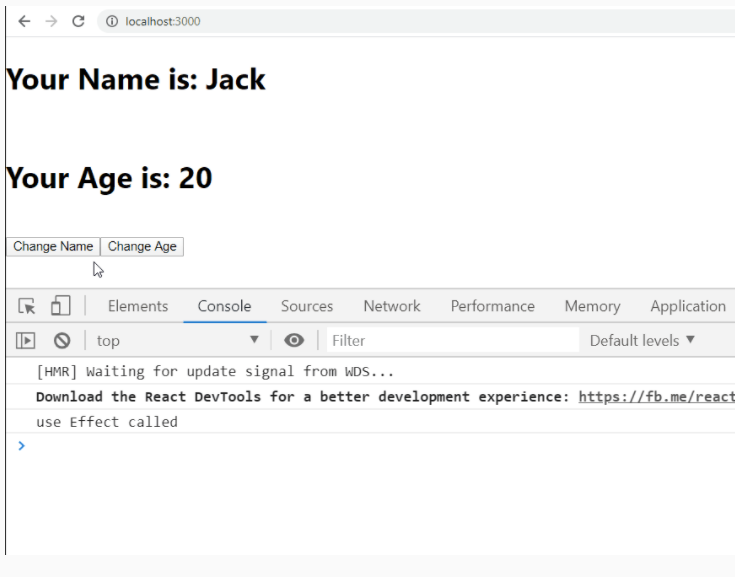 localhost:3000
Your Name is: Jack
Your Age is: 20
Change Name Change Age
Elements Console Sources Network Performance Memory Application
top Filter Default levels
[HMR] Waiting for update signal from WDS...
Download the React DevTools for a better development experience: https://fb.me/react
use Effect called